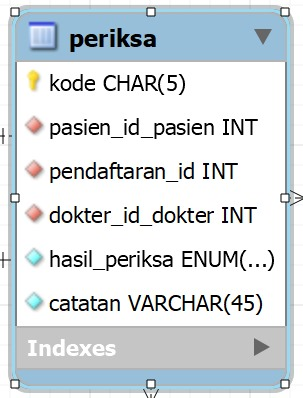 periksa
kode CHAR(5)
pasien_id_pasien INT
pendaftaran_id INT
dokter_id_dokter INT
hasil_periksa ENUM(...)
catatan VARCHAR(45)
Indexes